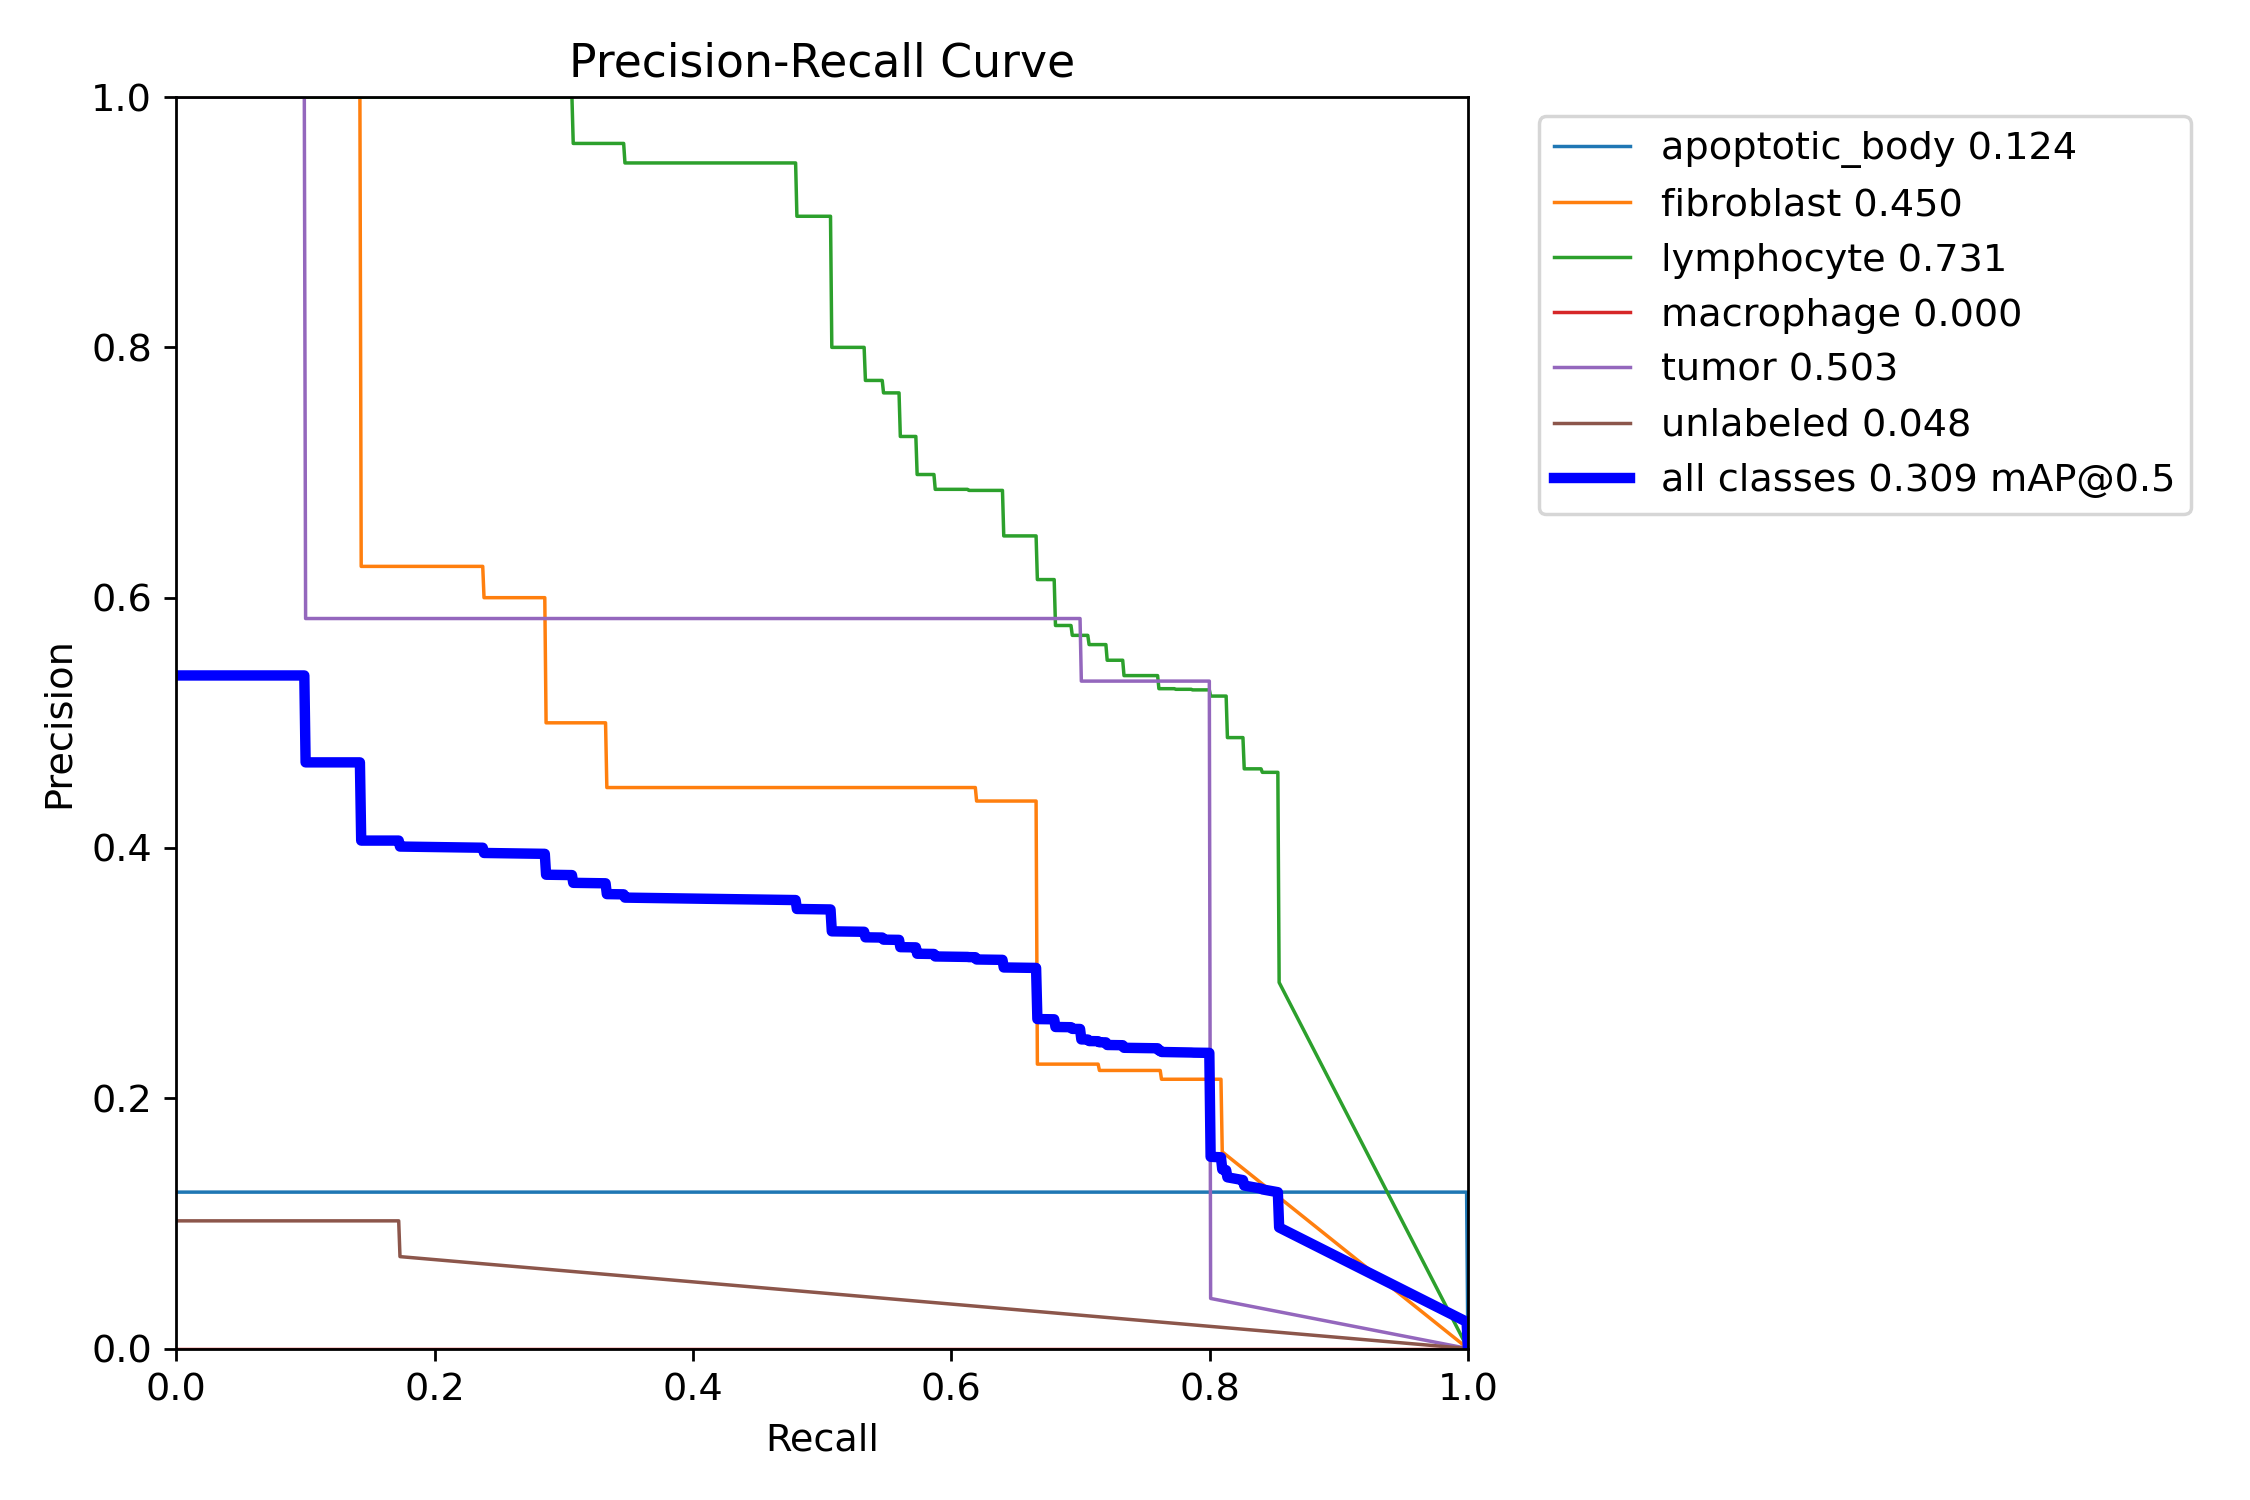 Precision-Recall Curve
1.0
0.8
0.6
0.4
0.2
0.0
Precision
0.0 0.2 0.4 0.6 0.8 1.0
Recall
apoptotic_body 0.124
fibroblast 0.450
lymphocyte 0.731
macrophage 0.000
tumor 0.503
unlabeled 0.048
all classes 0.309 mAP@0.5